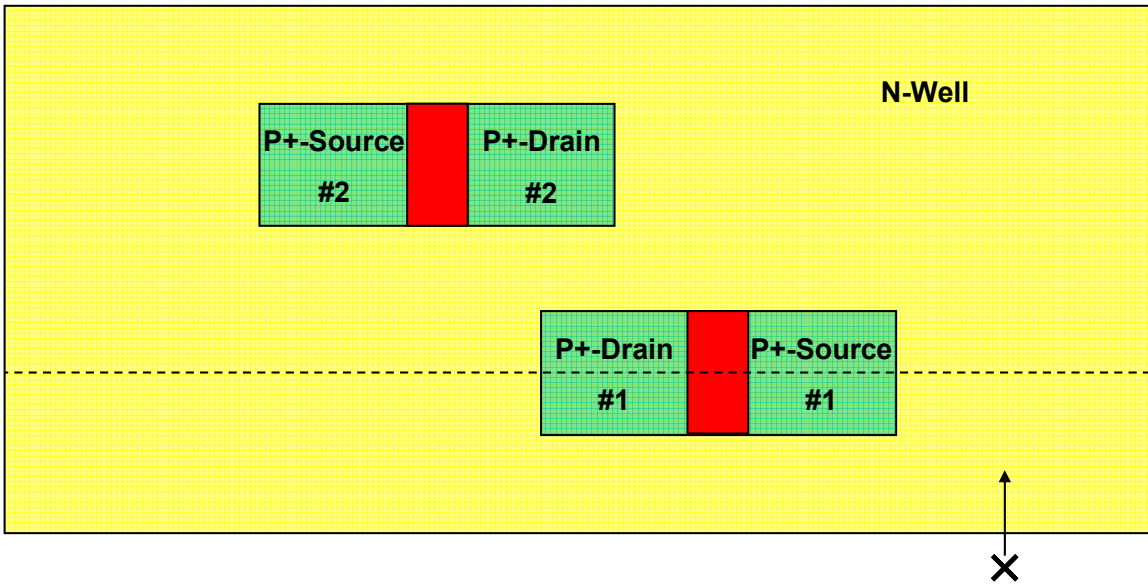 N-Well
P+-Source
#2
P+-Drain
#2
P+-Drain
#1
P+-Source
#1